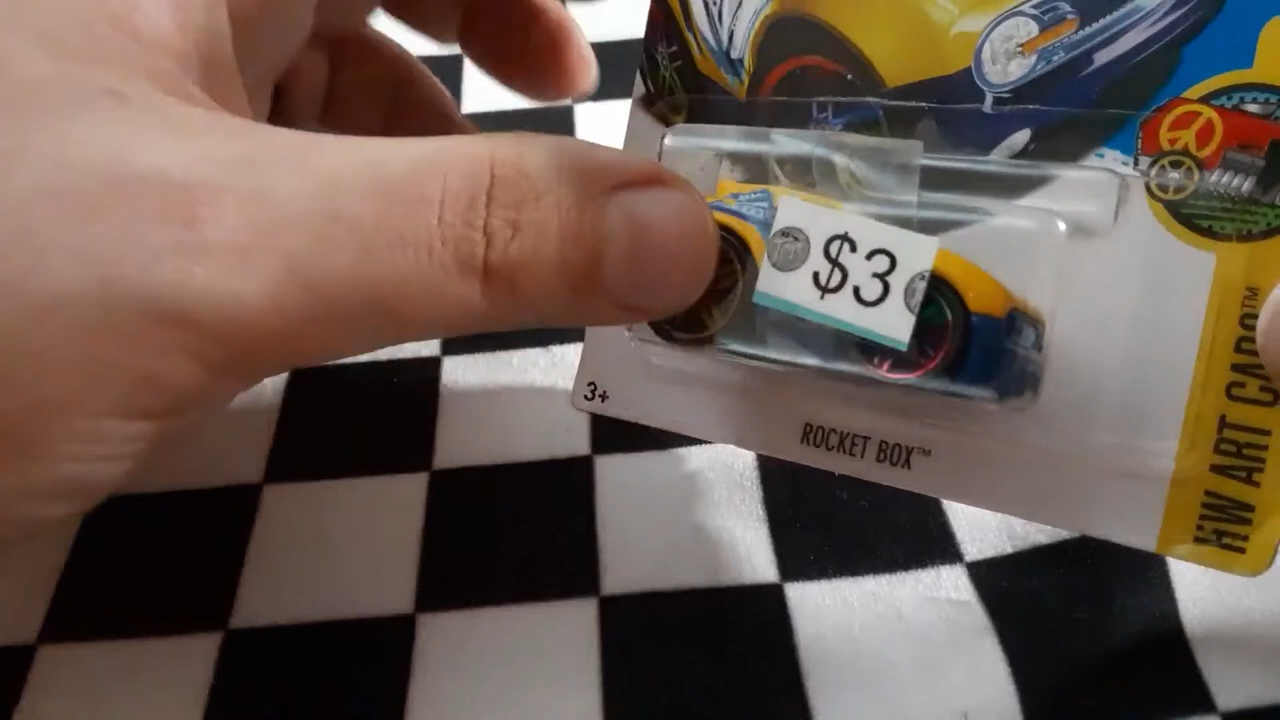 $3
3+
ROCKET BOX™
HW ART CARS™